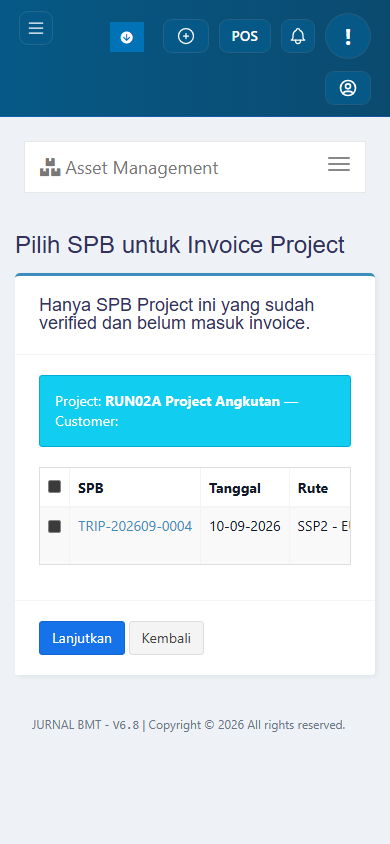 POS
Asset Management
Pilih SPB untuk Invoice Project
Hanya SPB Project ini yang sudah
verified dan belum masuk invoice.
Project: RUN02A Project Angkutan —
Customer:
SPB Tanggal Rute
TRIP-202609-0004 10-09-2026 SSP2 -
Lanjutkan Kembali
JURNAL BMT - V6.8 | Copyright © 2026 All rights reserved.